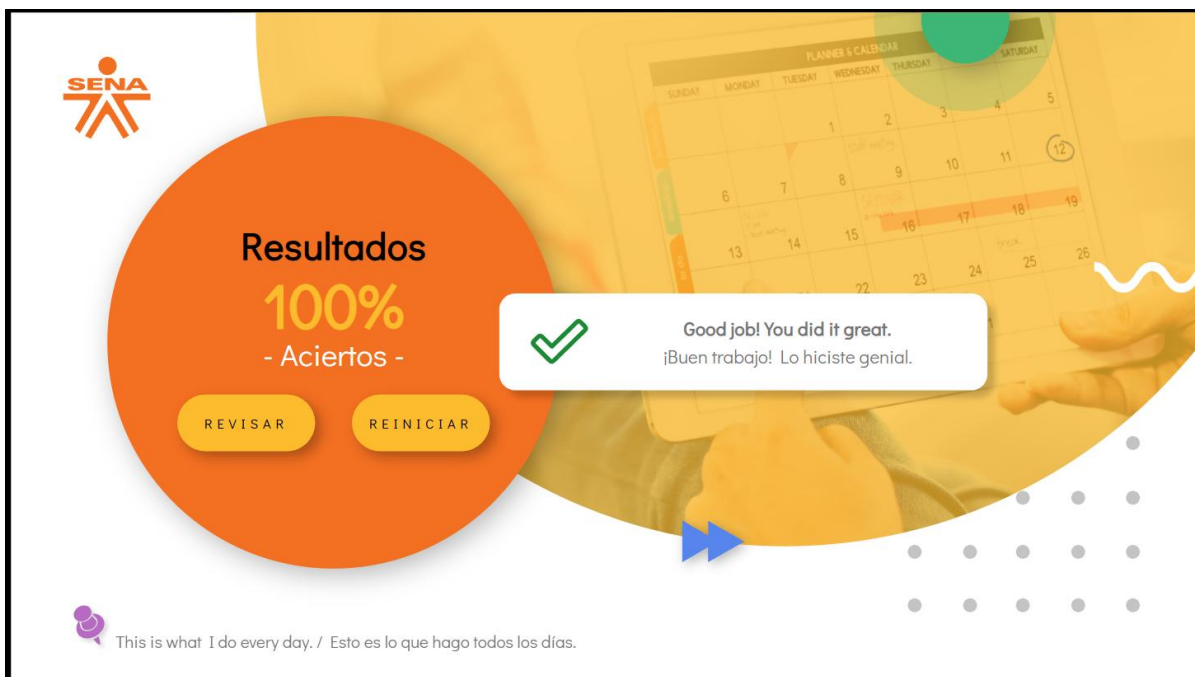 SENA
PLANNER & CALENDAR
SUNDAY MONDAY TUESDAY WEDNESDAY THURSDAY SATURDAY
1 2 3 4 5
6 7 8 9 10 11 12
13 14 15 16 17 18 19
22 23 24 25 26
Resultados
100%
- Aciertos -
REVISAR REINICIAR
Good job! You did it great.
¡Buen trabajo! Lo hiciste genial.
This is what I do every day. / Esto es lo que hago todos los días.